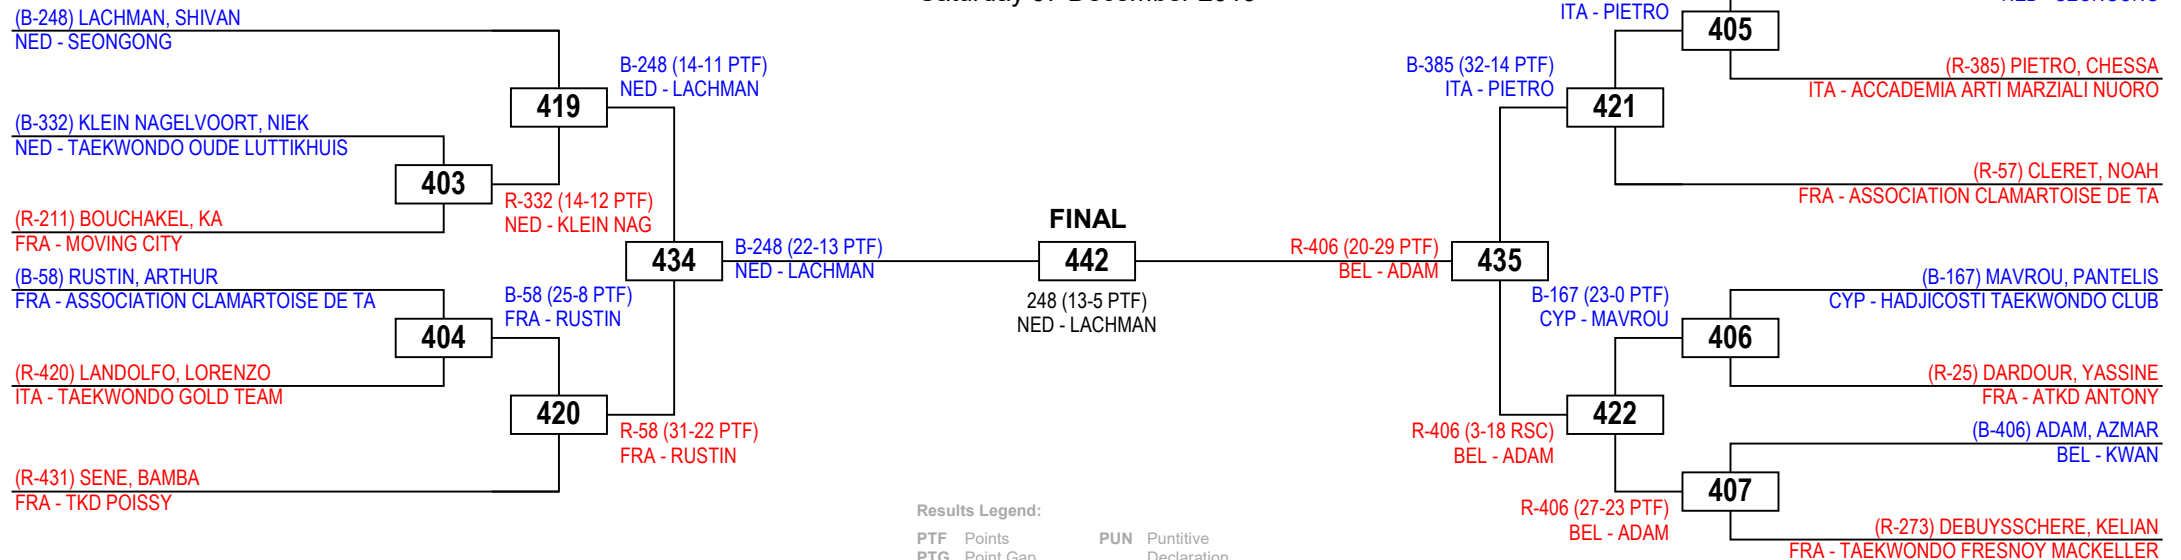 (B-248) LACHMAN, SHIVAN
NED - SEONGONG
B-248 (14-11 PTF)
NED - LACHMAN
419
(B-332) KLEIN NAGELVOORT, NIEK
NED - TAEKWONDO OUDE LUTTIKHUIS
403
R-332 (14-12 PTF)
NED - KLEIN NAG
(R-211) BOUCHAKEL, KA
FRA - MOVING CITY
434
B-248 (22-13 PTF)
NED - LACHMAN
(B-58) RUSTIN, ARTHUR
FRA - ASSOCIATION CLAMARTOISE DE TA
B-58 (25-8 PTF)
FRA - RUSTIN
404
(R-420) LANDOLFO, LORENZO
ITA - TAEKWONDO GOLD TEAM
420
R-58 (31-22 PTF)
FRA - RUSTIN
(R-431) SENE, BAMBA
FRA - TKD POISSY
FINAL
442
248 (13-5 PTF)
NED - LACHMAN
ITA - PIETRO
405
(R-385) PIETRO, CHESSA
ITA - ACCADEMIA ARTI MARZIALI NUORO
B-385 (32-14 PTF)
ITA - PIETRO
421
(R-57) CLERET, NOAH
FRA - ASSOCIATION CLAMARTOISE DE TA
R-406 (20-29 PTF)
BEL - ADAM
435
(B-167) MAVROU, PANTELIS
CYP - HADJICOSTI TAEKWONDO CLUB
B-167 (23-0 PTF)
CYP - MAVROU
406
(R-25) DARDOUR, YASSINE
FRA - ATKD ANTONY
422
R-406 (3-18 RSC)
BEL - ADAM
(B-406) ADAM, AZMAR
BEL - KWAN
407
R-406 (27-23 PTF)
BEL - ADAM
(R-273) DEBUYSSCHERE, KELIAN
FRA - TAEKWONDO FRESNOY MACKELLER
Results Legend:
PTF Points PUN Puntitive
PTG Point Gap Declaration